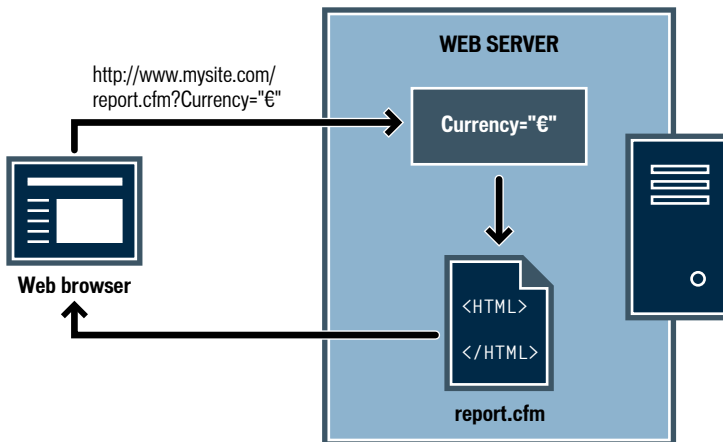 WEB SERVER
http://www.mysite.com/
report.cfm?Currency="€"
Currency="€"
Web browser
<HTML>
</HTML>
report.cfm